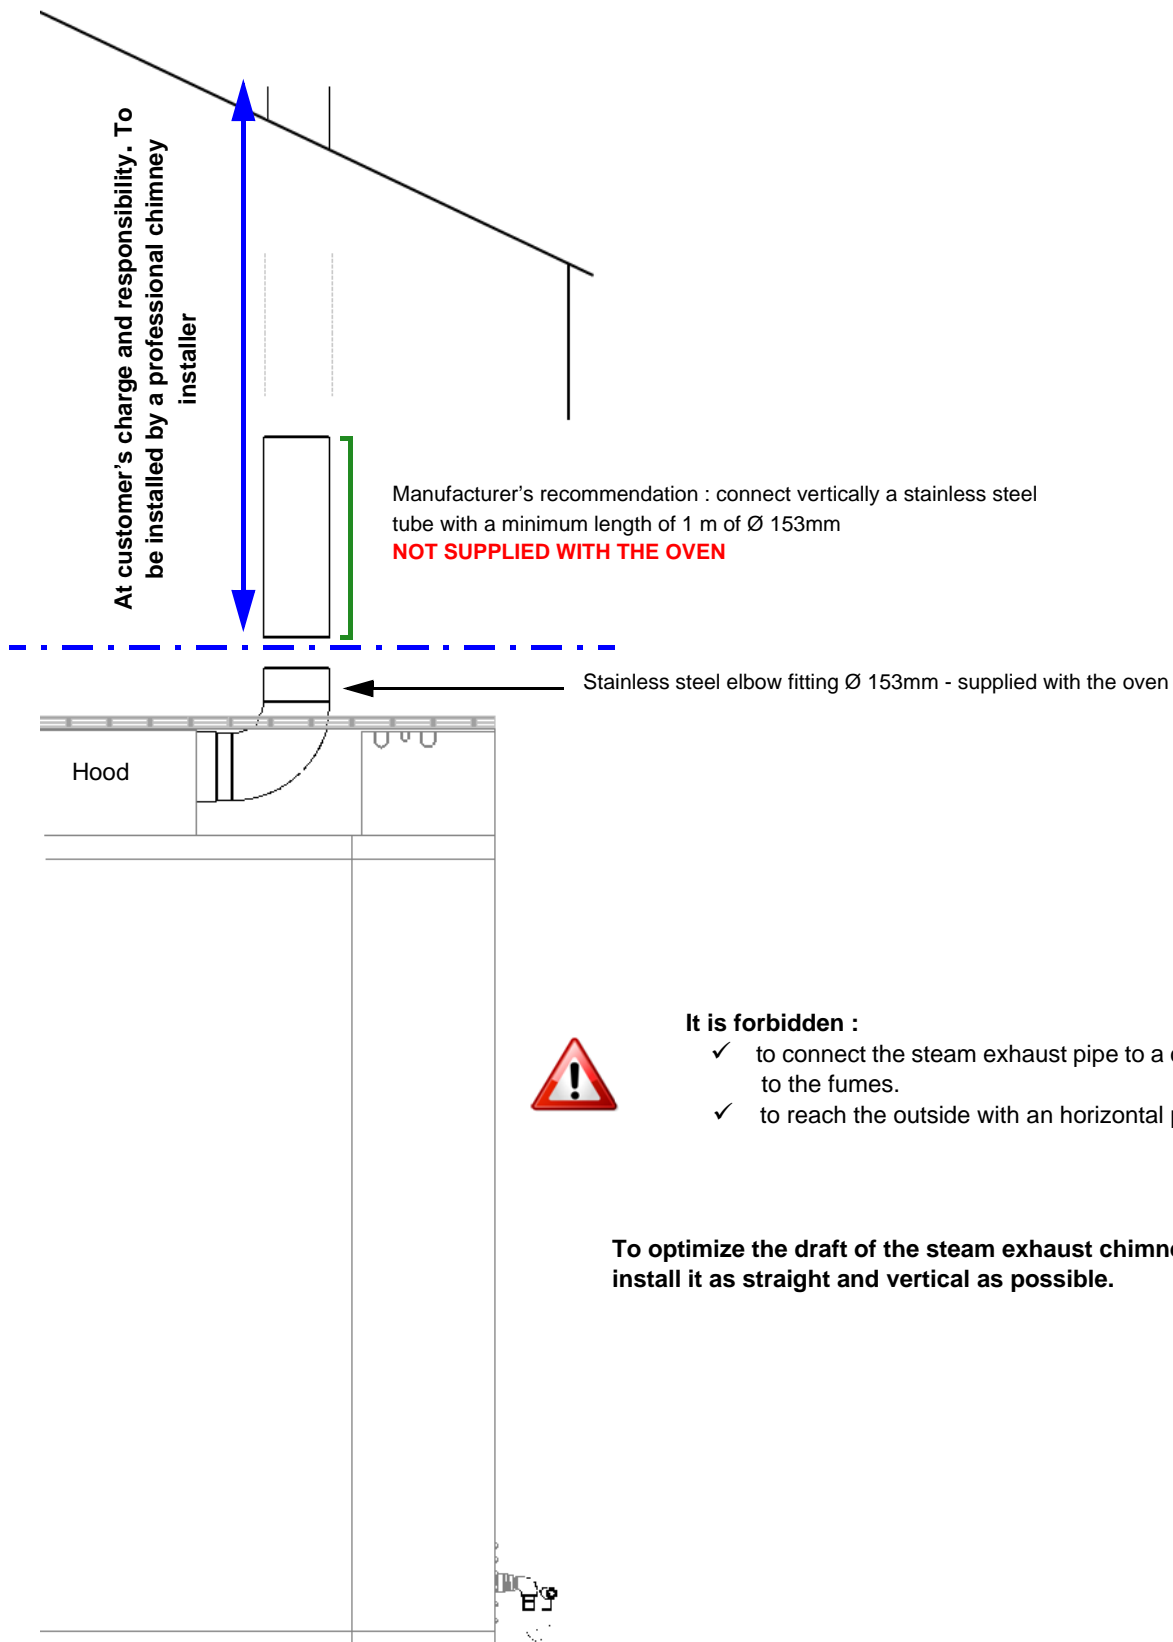 At customer's charge and responsibility. To
be installed by a professional chimney
installer
Manufacturer's recommendation : connect vertically a stainless steel
tube with a minimum length of 1 m of Ø 153mm
NOT SUPPLIED WITH THE OVEN
Stainless steel elbow fitting Ø 153mm - supplied with the oven
Hood
It is forbidden :
✓ to connect the steam exhaust pipe to a
to the fumes.
✓ to reach the outside with an horizontal
To optimize the draft of the steam exhaust
install it as straight and vertical as possible.